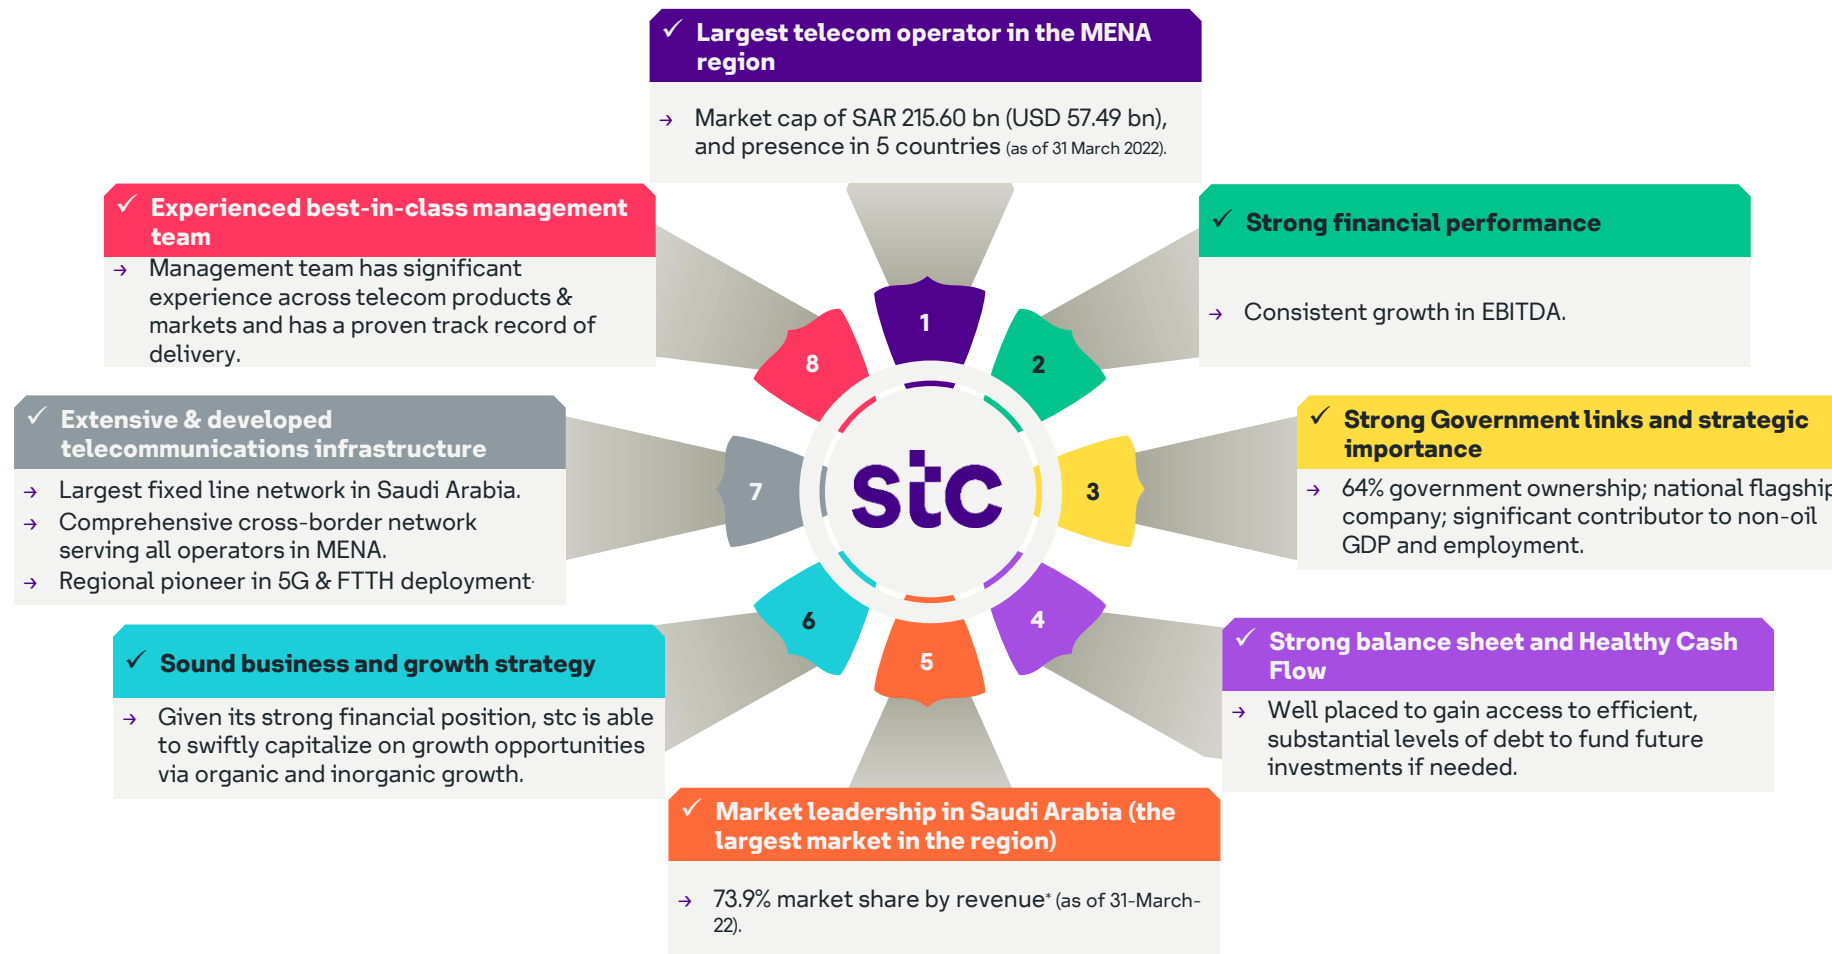 ✓ Largest telecom operator in the MENA
region
→ Market cap of SAR 215.60 bn (USD 57.49 bn),
and presence in 5 countries (as of 31 March 2022).
✓ Strong financial performance
→ Consistent growth in EBITDA.
✓ Strong Government links and strategic
importance
→ 64% government ownership; national flagship
company; significant contributor to non-oil
GDP and employment.
✓ Strong balance sheet and Healthy Cash
Flow
→ Well placed to gain access to efficient,
substantial levels of debt to fund future
investments if needed.
✓ Market leadership in Saudi Arabia (the
largest market in the region)
→ 73.9% market share by revenue* (as of 31-March-
22).
✓ Sound business and growth strategy
→ Given its strong financial position, stc is able
to swiftly capitalize on growth opportunities
via organic and inorganic growth.
✓ Extensive & developed
telecommunications infrastructure
→ Largest fixed line network in Saudi Arabia.
→ Comprehensive cross-border network
serving all operators in MENA.
→ Regional pioneer in 5G & FTTH deployment.
✓ Experienced best-in-class management
team
→ Management team has significant
experience across telecom products &
markets and has a proven track record of
delivery.
1
2
3
4
5
6
7
8
stc